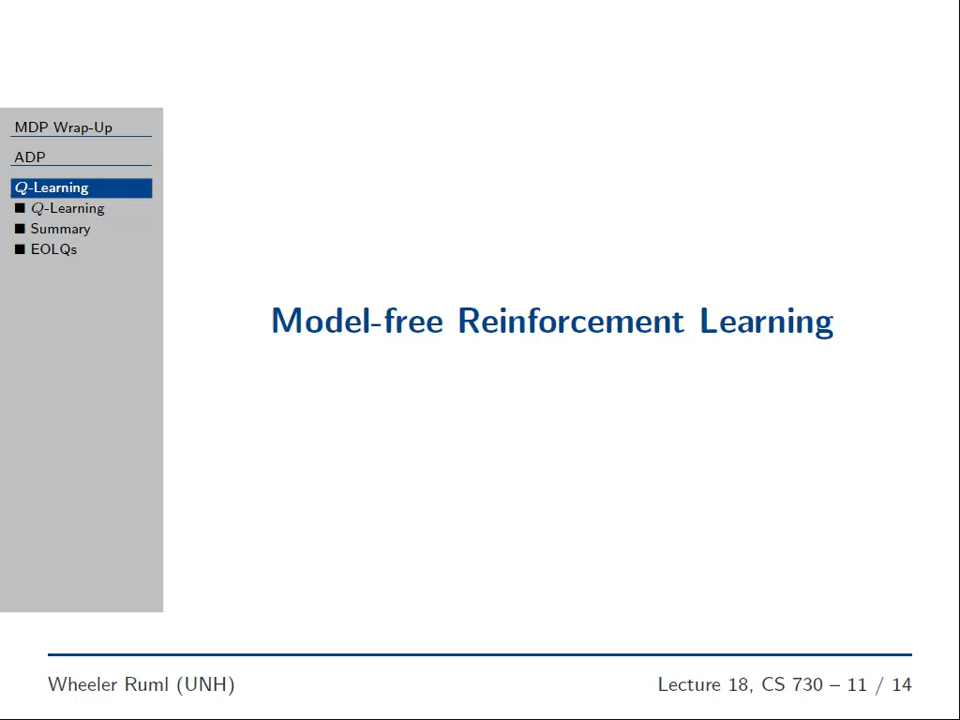 MDP Wrap-Up
ADP
Q-Learning
Q-Learning
Summary
EOLQs
Model-free Reinforcement Learning
Wheeler Ruml (UNH)
Lecture 18, CS 730 – 11 / 14